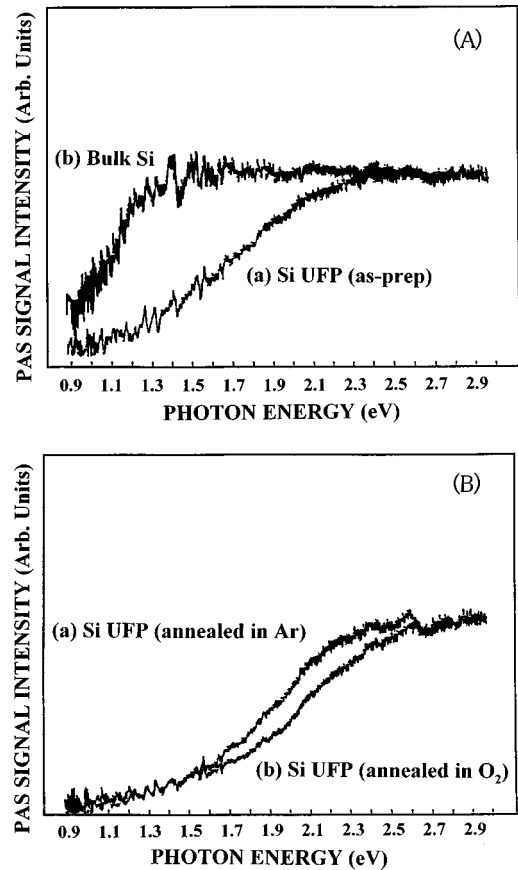 (A)
PAS SIGNAL INTENSITY (Arb. Units)
(b) Bulk Si
(a) Si UFP (as-prep)
0.9 1.1 1.3 1.5 1.7 1.9 2.1 2.3 2.5 2.7 2.9
PHOTON ENERGY (eV)
(B)
PAS SIGNAL INTENSITY (Arb. Units)
(a) Si UFP (annealed in Ar)
(b) Si UFP (annealed in O₂)
0.9 1.1 1.3 1.5 1.7 1.9 2.1 2.3 2.5 2.7 2.9
PHOTON ENERGY (eV)